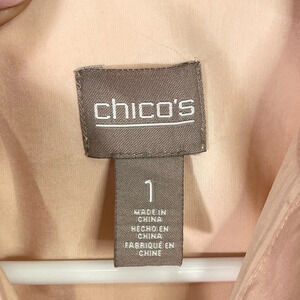 chico's
1
MADE IN
CHINA
HECHO EN
CHINA
FABRIQUÉ EN
CHINE